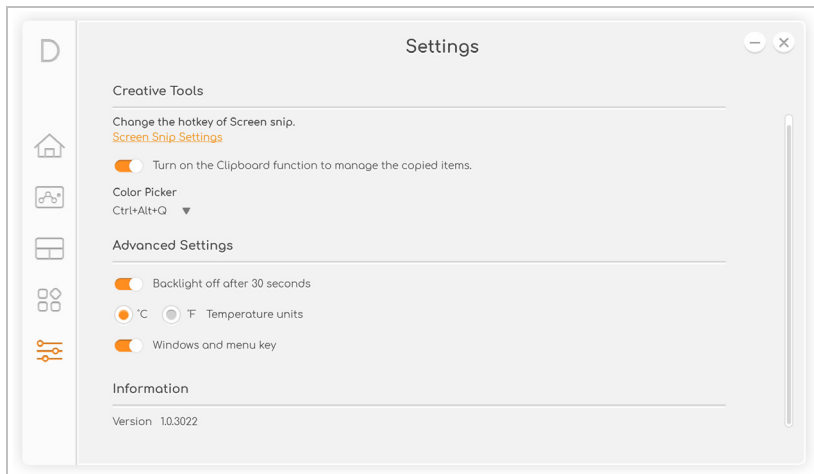 D
Settings
Creative Tools
Change the hotkey of Screen snip.
Screen Snip Settings
Turn on the Clipboard function to manage the copied items.
Color Picker
Ctrl+Alt+Q
Advanced Settings
Backlight off after 30 seconds
°C °F Temperature units
Windows and menu key
Information
Version 1.0.3022